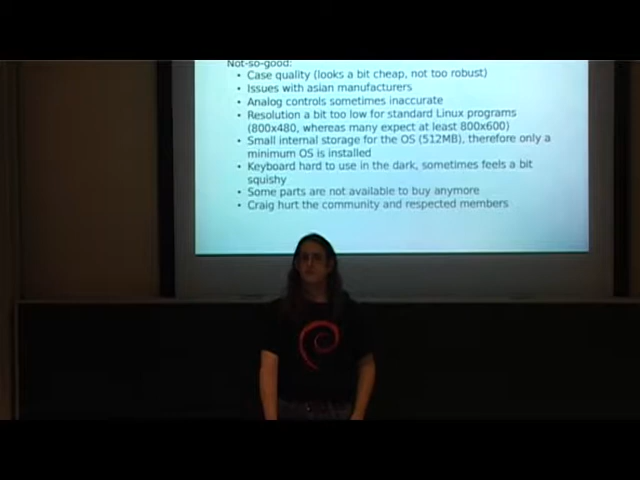 Not-so-good:
• Case quality (looks a bit cheap, not too robust)
• Issues with asian manufacturers
• Analog controls sometimes inaccurate
• Resolution a bit too low for standard Linux programs
(800x480, whereas many expect at least 800x600)
• Small internal storage for the OS (512MB), therefore only a
minimum OS is installed
• Keyboard hard to use in the dark, sometimes feels a bit
squishy
• Some parts are not available to buy anymore
• Craig hurt the community and respected members